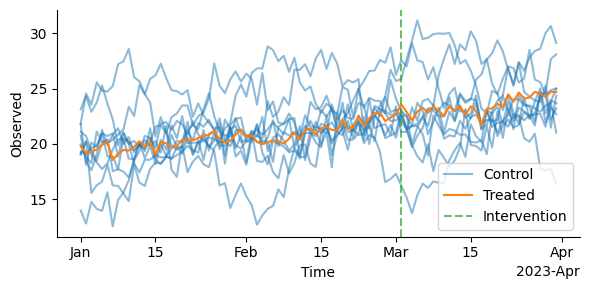 30
25
20
15
Observed
Control
Treated
Intervention
Jan 15 Feb 15 Mar 15 Apr
Time
2023-Apr